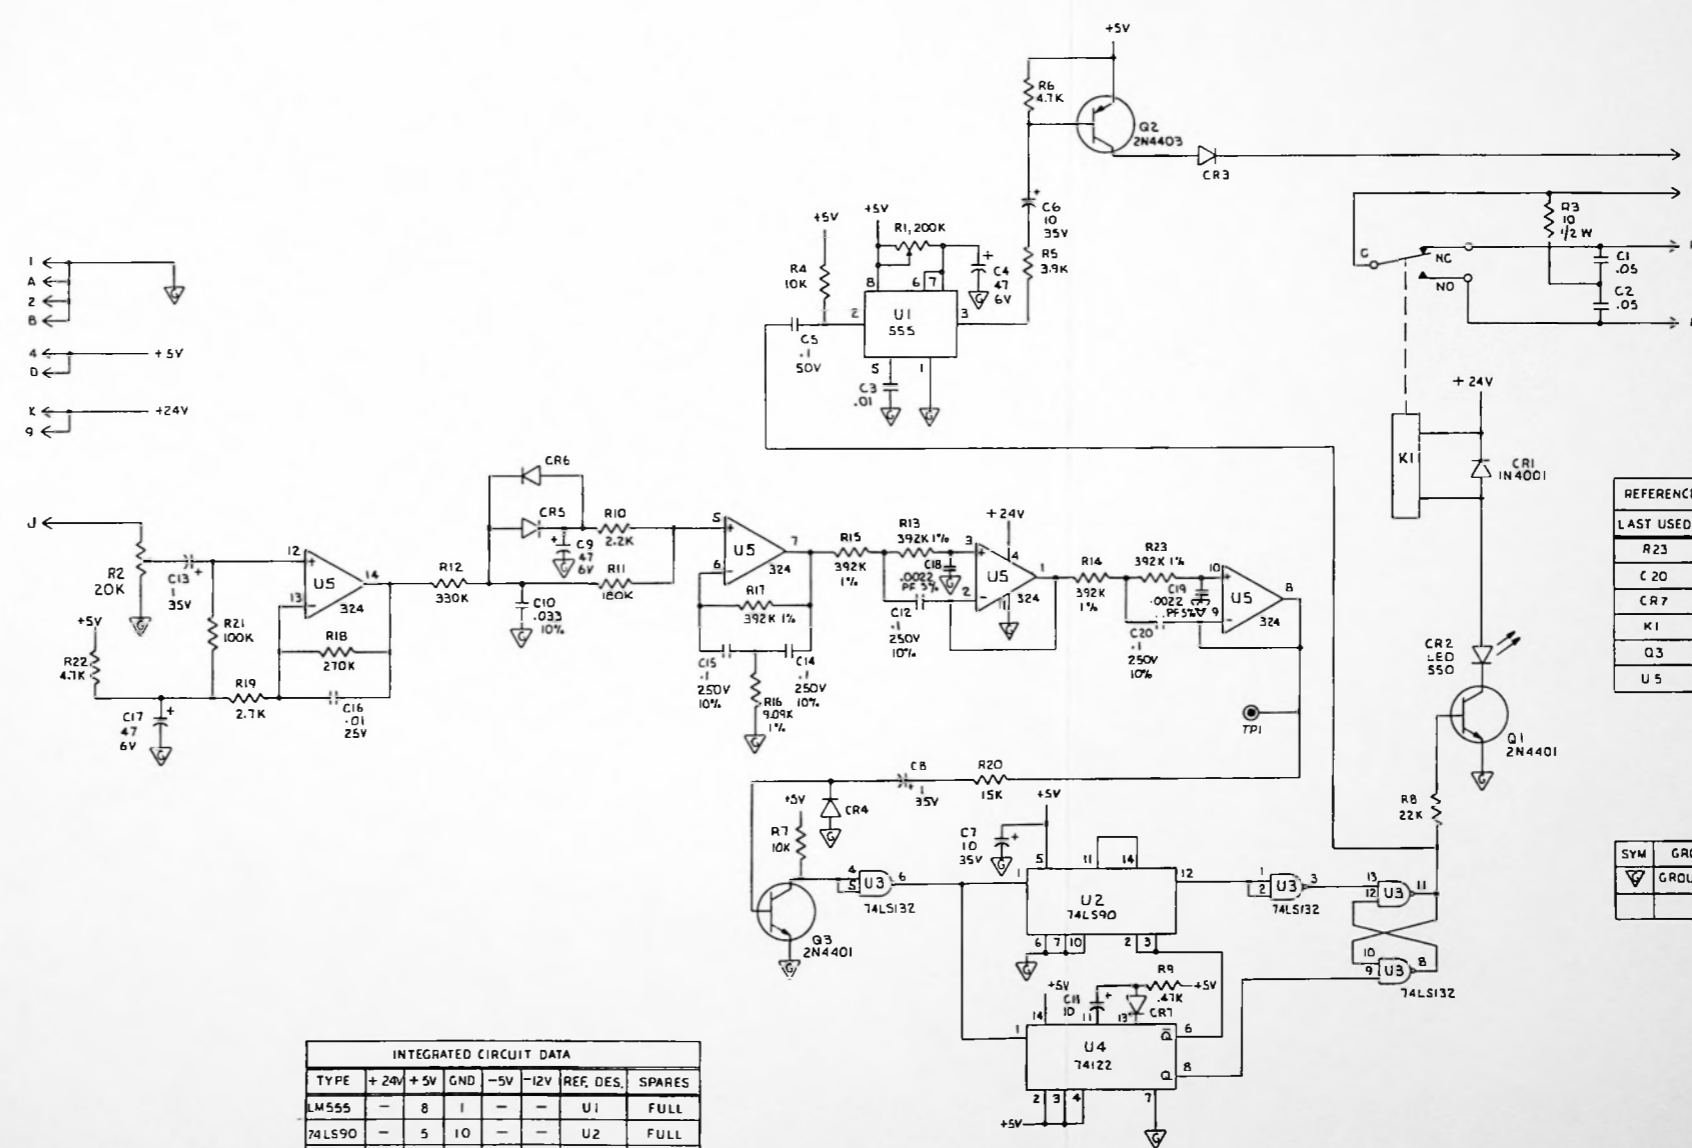 +5V
R6
4.7K
Q2
2N4403
CR3
+
C6
10
35V
R5
3.9K
R3
10
1/2 W
C
NC
NO
C1
.05
C2
.05
+5V
+5V
R1, 200K
R4
10K
+
C4
47
6V
G
8
6
7
2
U1
555
3
5
1
C5
.1
50V
C3
.01
G
G
1
A
2
B
G
4
D
+5V
K
9
+24V
+24V
K1
CR1
1N4001
REFERENCE
LAST USED
R23
C20
CR7
K1
Q3
U5
J
R2
20K
G
C13
1
35V
+
12
+
13
-
U5
324
14
+5V
R22
4.7K
R21
100K
R18
270K
R19
2.7K
C16
.01
25V
C17
47
6V
+
G
R12
330K
CR6
CR5
+
C9
47
6V
G
R10
2.2K
R11
180K
C10
.033
10%
G
5
+
6
-
U5
324
7
R17
392K 1%
C15
.1
250V
10%
C14
.1
250V
10%
R16
9.09K
1%
G
R15
392K
1%
R13
392K 1%
C18
.0022
PF 5%
G
C12
.1
250V
10%
+24V
3
+
4
2
-
U5
324
11
1
G
R14
392K
1%
R23
392K 1%
C19
.0022
PF 5%
G
C20
.1
250V
10%
10
+
9
-
U5
324
8
TP1
CR2
LED
550
Q1
2N4401
G
R8
22K
C8
1
35V
+
R20
15K
+5V
R7
10K
CR4
G
Q3
2N4401
G
4
5
U3
6
74LS132
+5V
C7
10
35V
+
G
1
5
11
14
12
U2
74LS90
6
7
10
2
3
G
1
2
U3
3
74LS132
13
12
U3
11
10
9
U3
8
74LS132
SYM
G
R9
.47K
+5V
+5V
C11
10
+
CR7
14
11
13
1
U4
74122
Q̅
6
Q
8
2
3
4
7
+5V
G
INTEGRATED CIRCUIT DATA
TYPE +24V +5V GND -5V -12V REF. DES. SPARES
LM555 - 8 1 - - U1 FULL
74LS90 - 5 10 - - U2 FULL